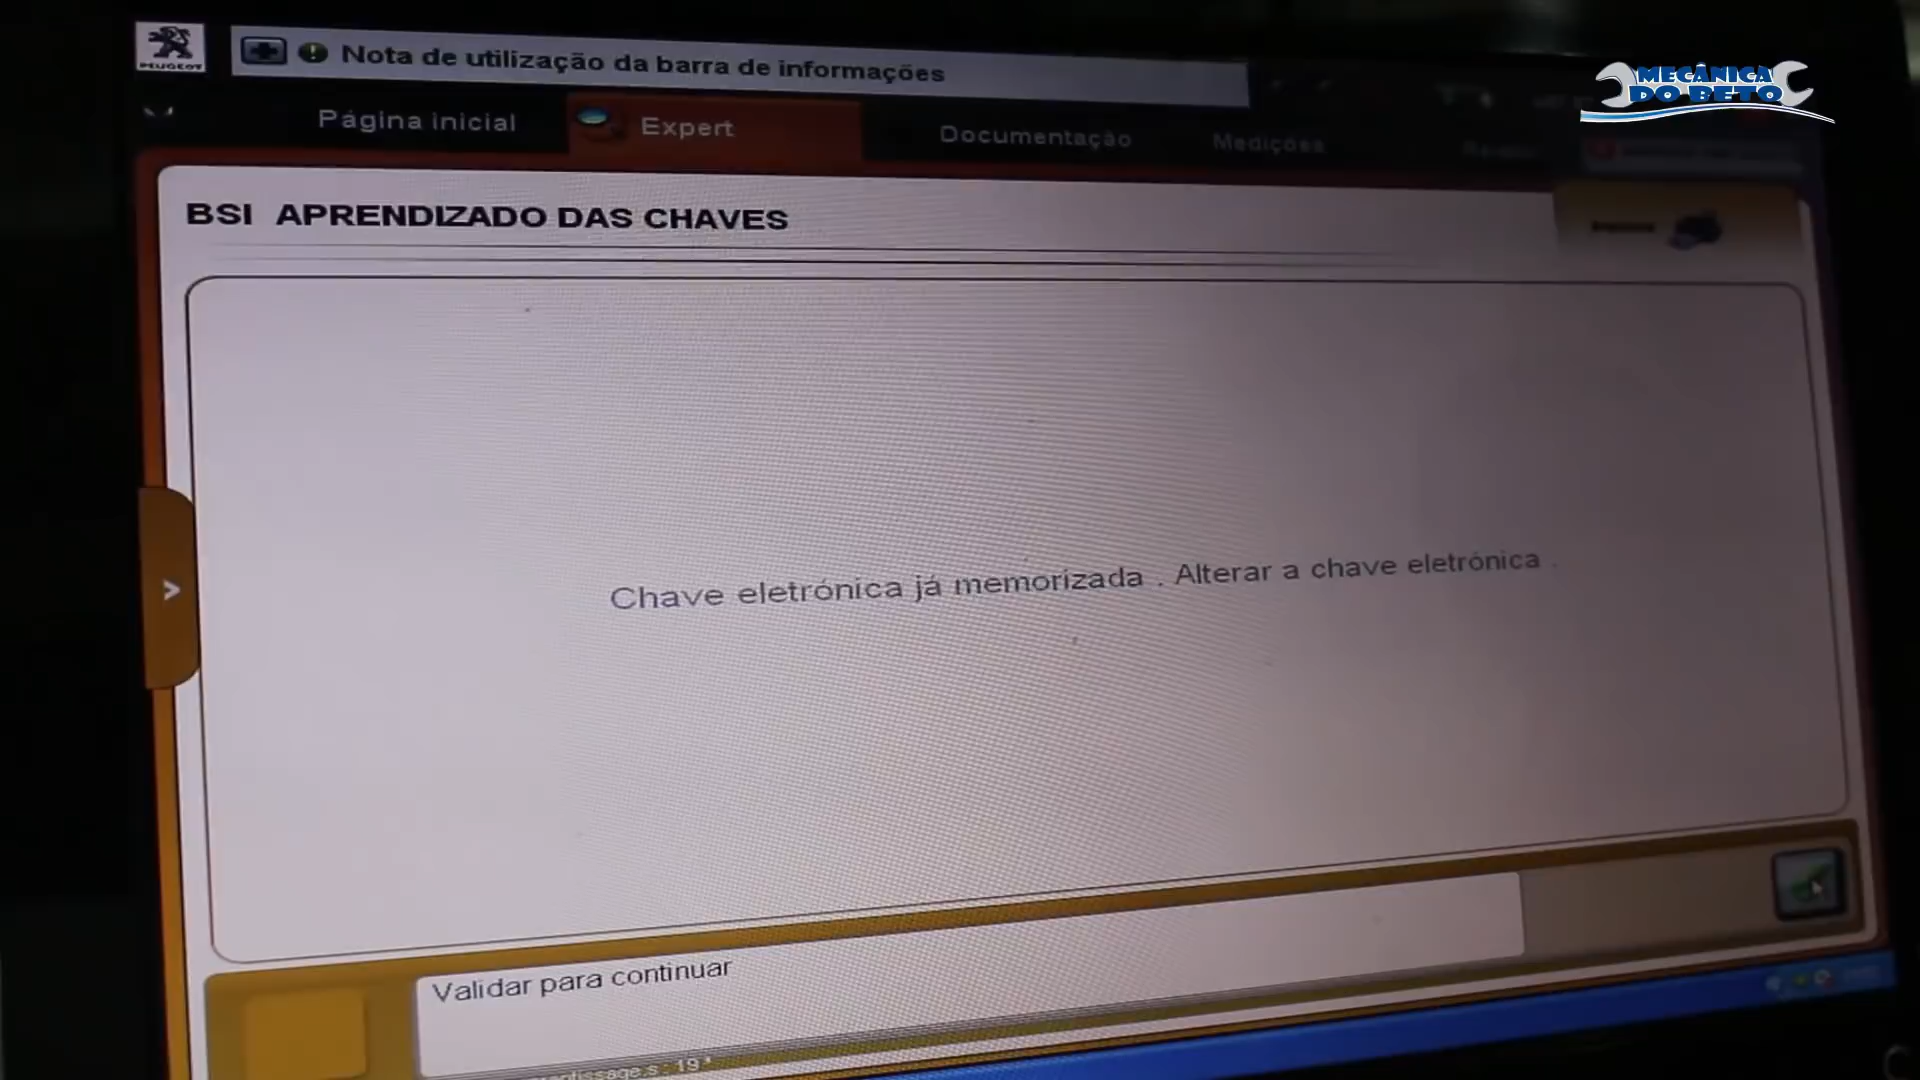 PEUGEOT
Nota de utilização da barra de informações
MECÂNICA
DO BETO
Página inicial
Expert
Documentação
Medições
BSI APRENDIZADO DAS CHAVES
>
Chave eletrónica já memorizada . Alterar a chave eletrónica .
Validar para continuar